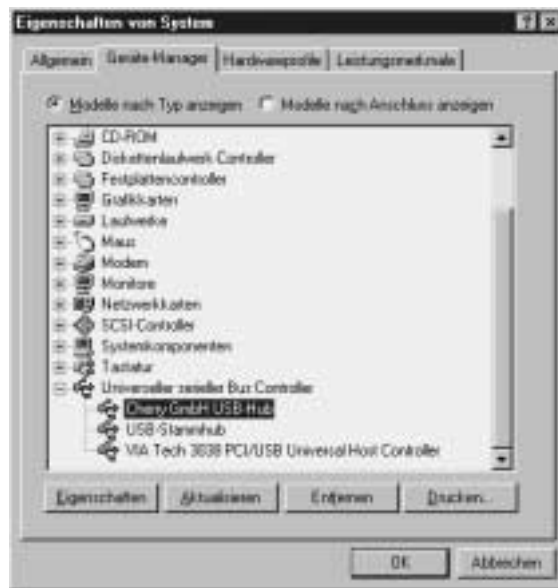 Eigenschaften von System
Allgemein Geräte-Manager Hardwareprofile Leistungsmerkmale
Modelle nach Typ anzeigen Modelle nach Anschluss anzeigen
CD-ROM
Diskettenlaufwerk Controller
Festplattencontroller
Grafikkarten
Laufwerke
Maus
Modem
Monitore
Netzwerkkarten
SCSI-Controller
Systemkomponenten
Tastatur
Universeller serieller Bus Controller
Cherry GmbH USB-Hub
USB-Stammhub
VIA Tech 3038 PCI/USB Universal Host Controller
Eigenschaften Aktualisieren Entfernen Drucken...
OK Abbrechen